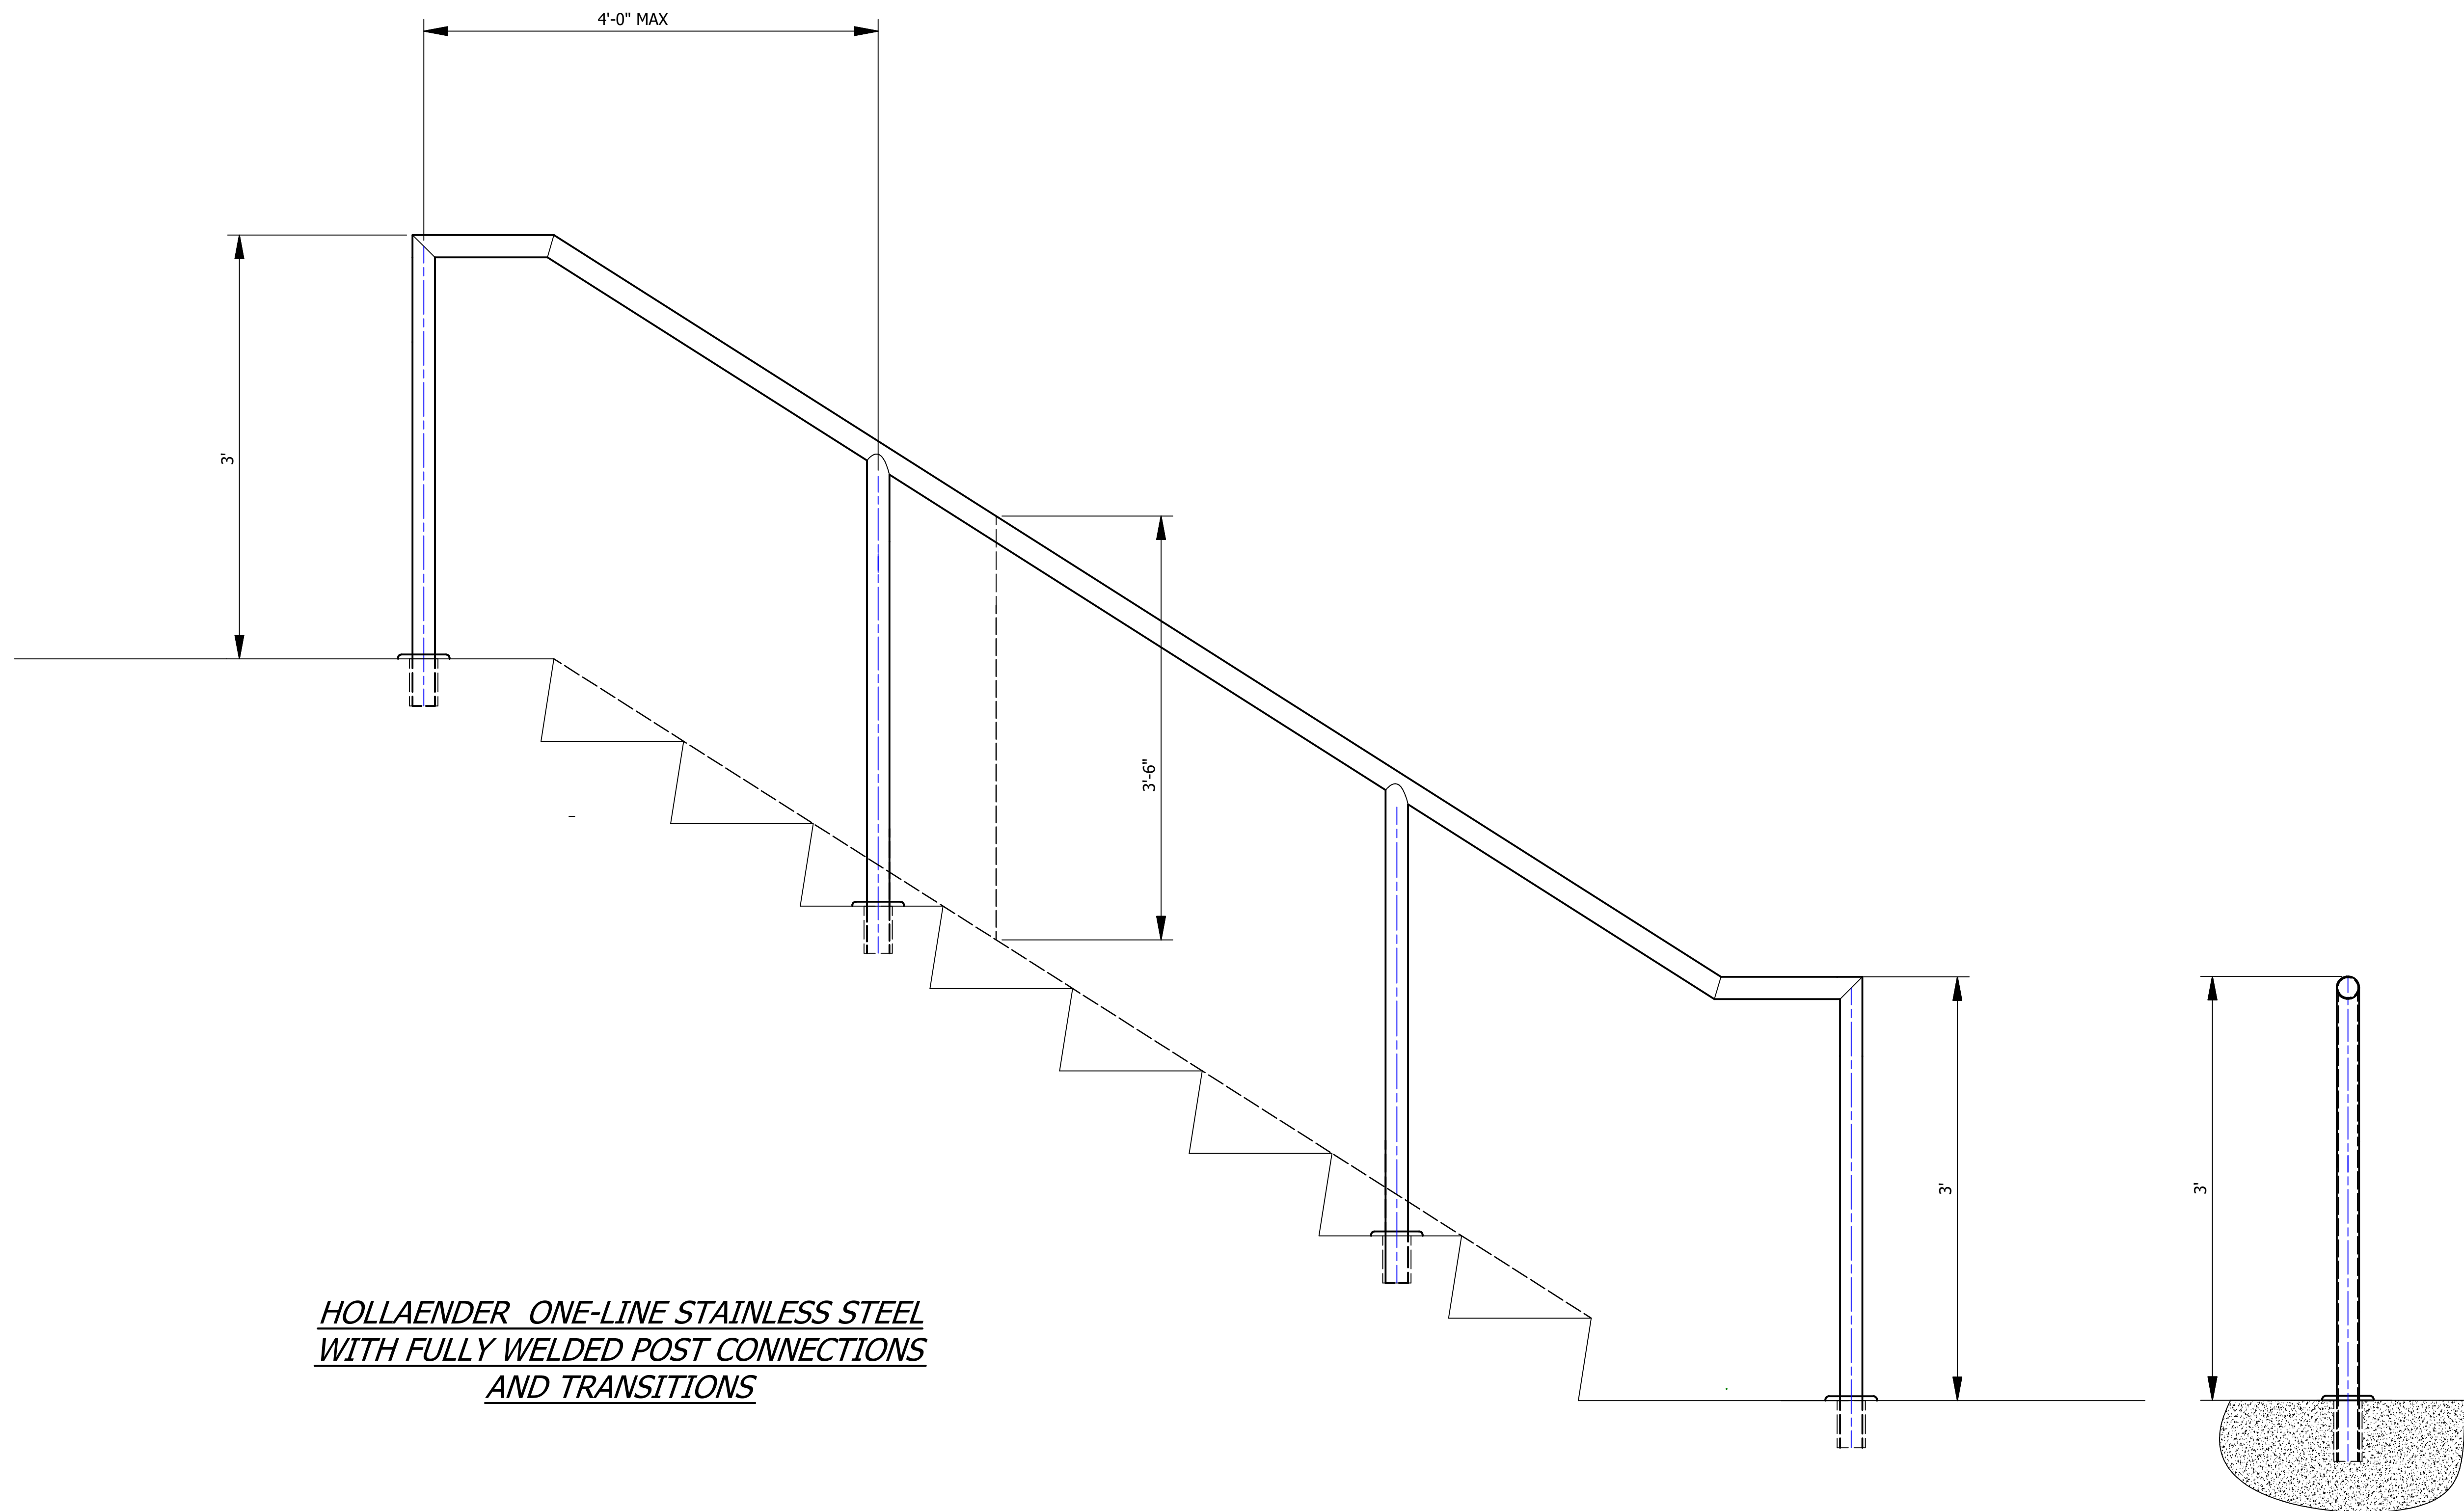 4'-0" MAX
3'
3'-6"
3'
3'
HOLLAENDER  ONE-LINE STAINLESS STEEL
WITH FULLY WELDED POST CONNECTIONS
AND TRANSITIONS